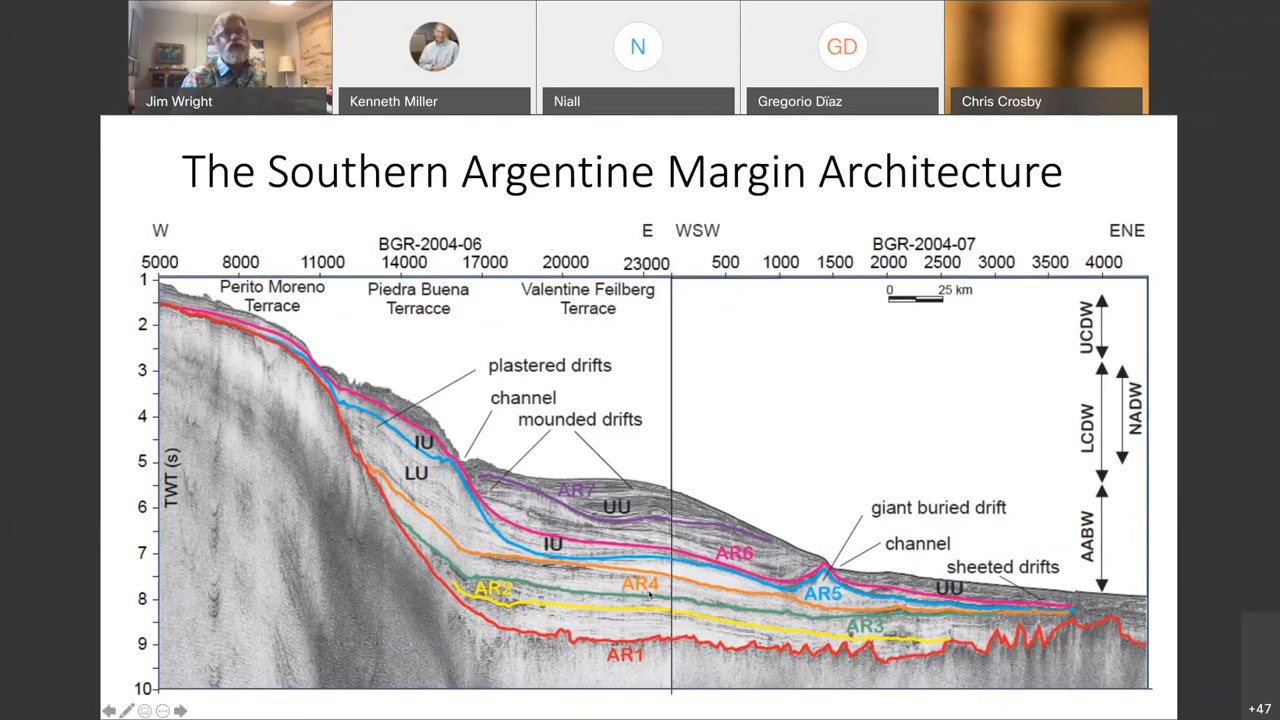 Jim Wright
Kenneth Miller
N
Niall
GD
Gregorio Dïaz
Chris Crosby
The Southern Argentine Margin Architecture
W
E
WSW
ENE
BGR-2004-06
BGR-2004-07
5000 8000 11000 14000 17000 20000 23000 500 1000 1500 2000 2500 3000 3500 4000
Perito Moreno
Terrace
Piedra Buena
Terracce
Valentine Feilberg
Terrace
0 25 km
1
2
3
4
5
6
7
8
9
10
TWT (s)
plastered drifts
channel
mounded drifts
IU
LU
AR7
UU
IU
AR6
AR4
AR2
AR1
giant buried drift
channel
sheeted drifts
AR5
UU
AR3
UCDW
LCDW
NADW
AABW
+47